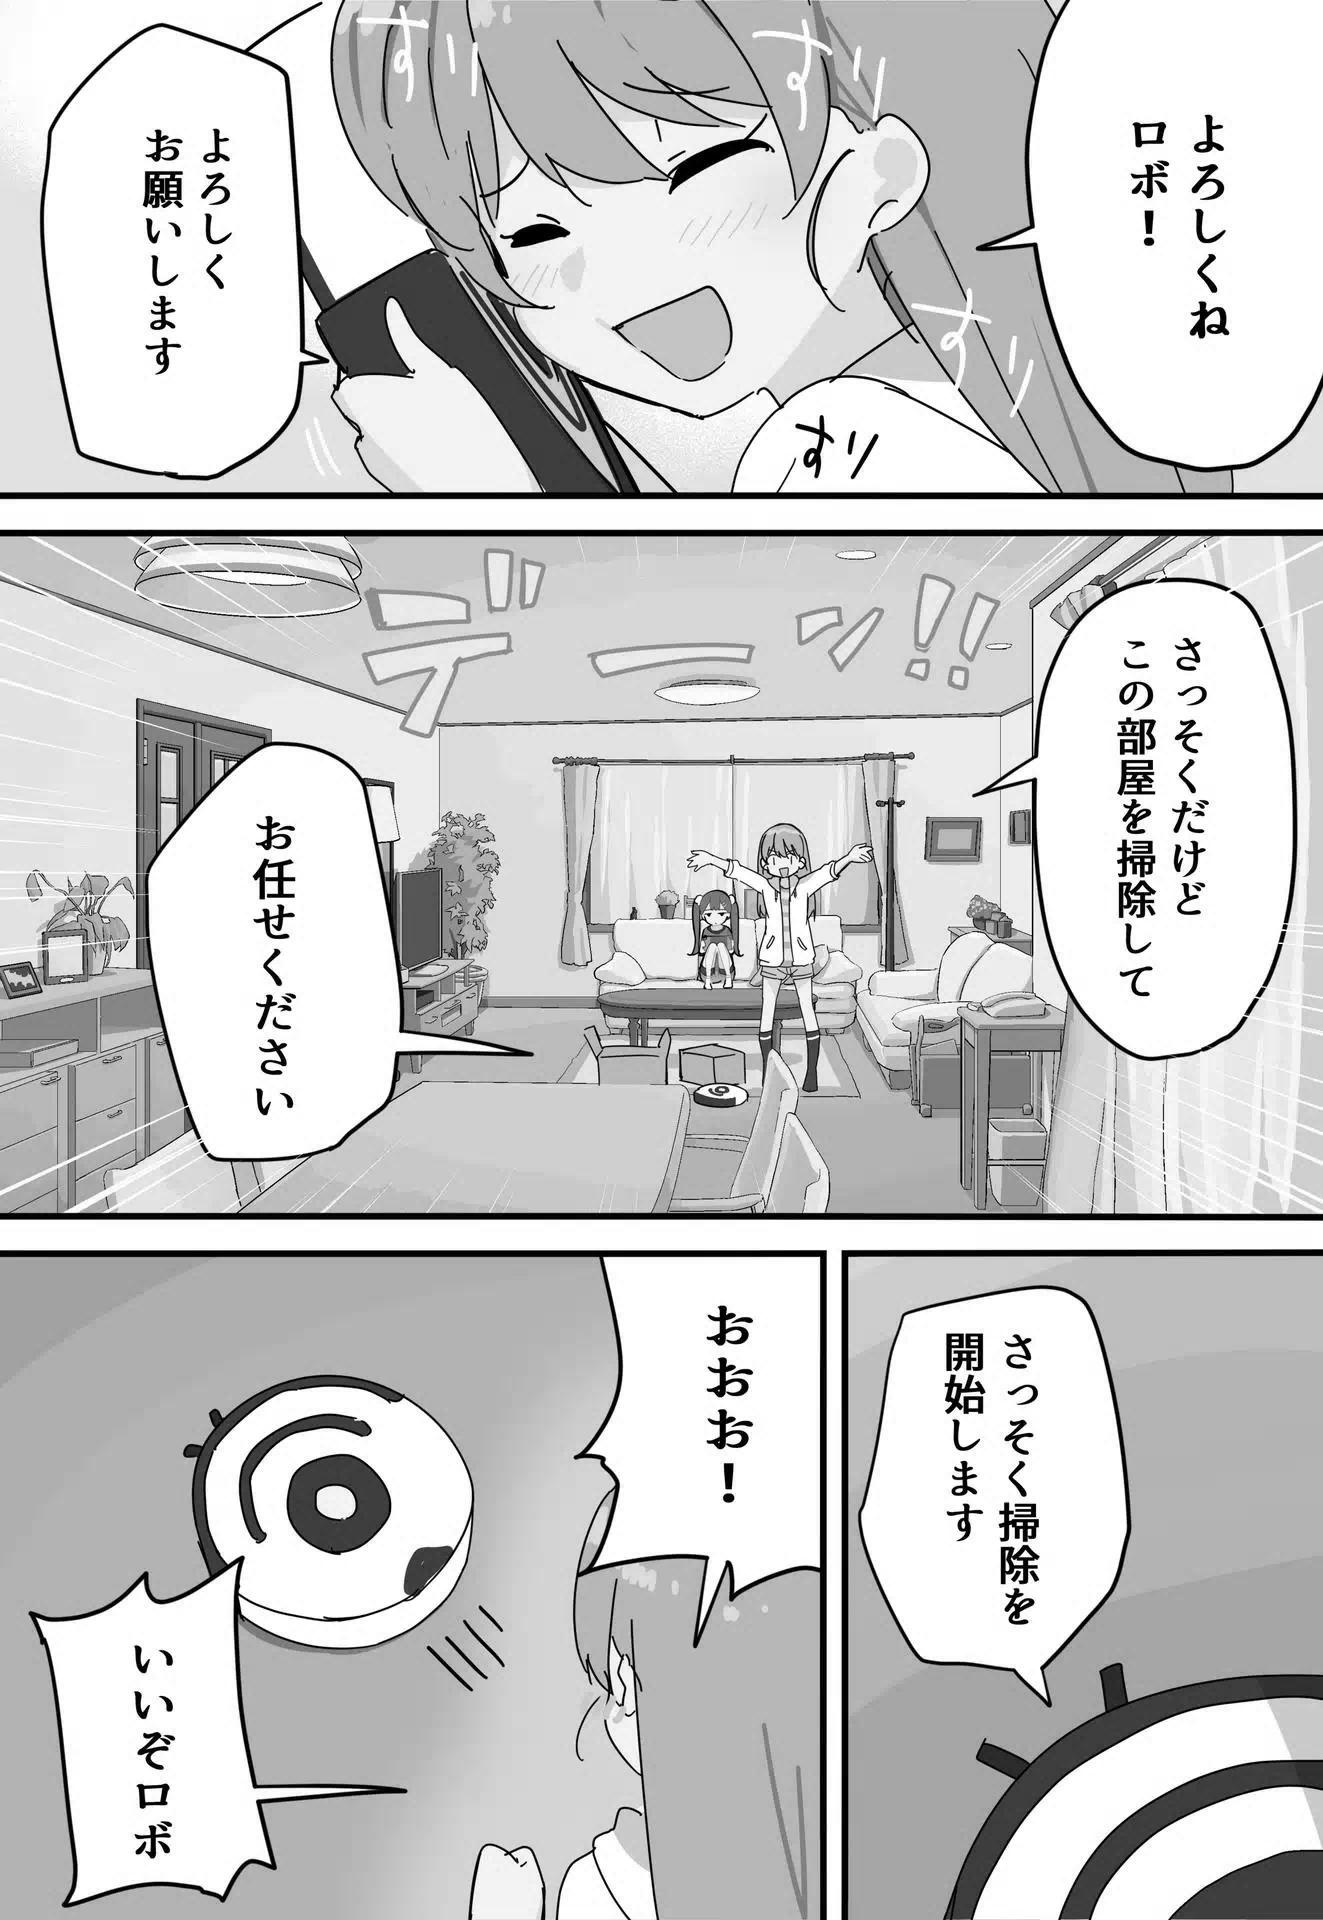 よろしくね
ロボ！
すり
すり
すり
すり
よろしく
お願いします
さっそくだけど
この部屋を掃除して
デデーン!!
お任せください
さっそく掃除を
開始します
おおお！
いいぞロボ